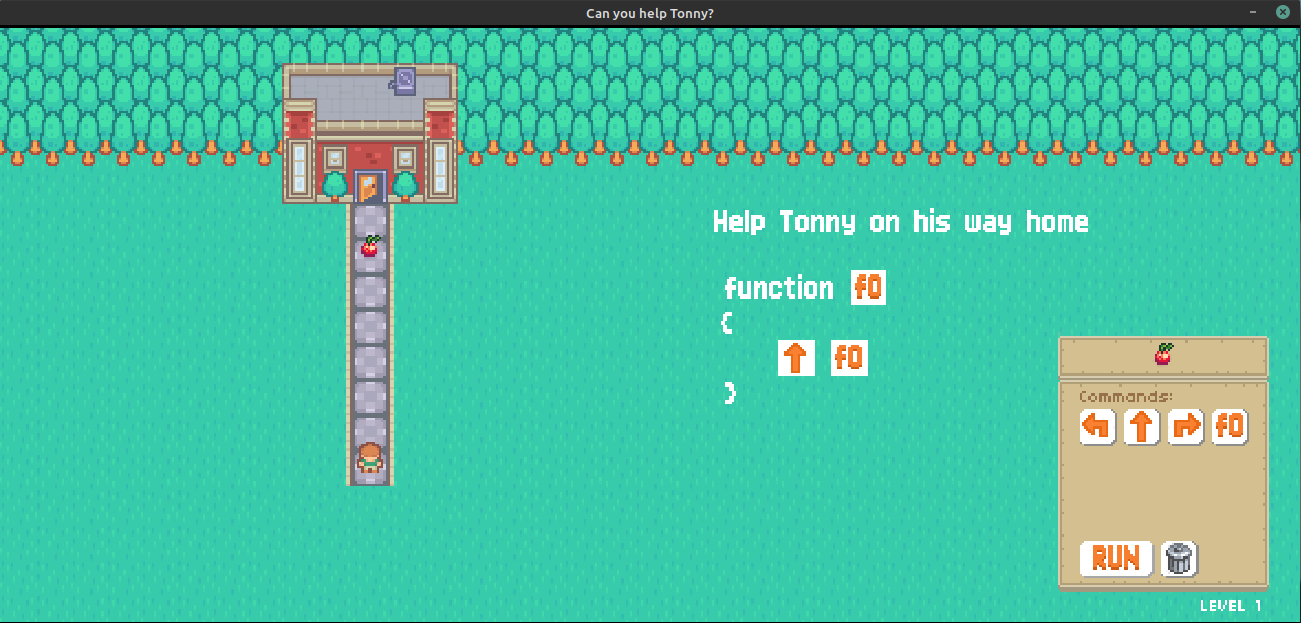 Can you help Tonny?
Help Tonny on his way home
function f0
{
f0
}
Commands:
f0
RUN
LEVEL 1